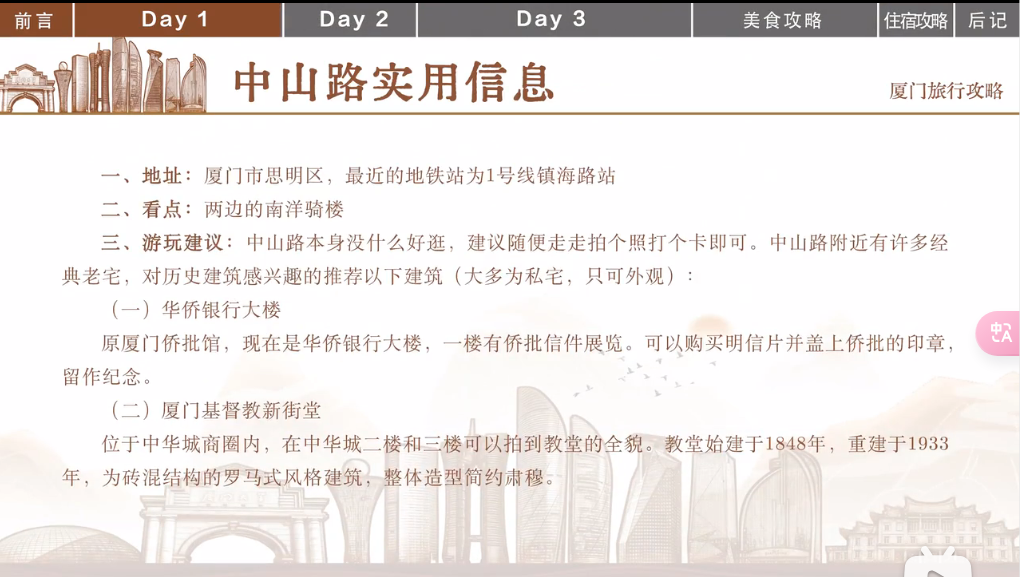 前言
Day 1
Day 2
Day 3
美食攻略
住宿攻略
后记
中山路实用信息
厦门旅行攻略
一、地址：厦门市思明区，最近的地铁站为1号线镇海路站
二、看点：两边的南洋骑楼
三、游玩建议：中山路本身没什么好逛，建议随便走走拍个照打个卡即可。中山路附近有许多经
典老宅，对历史建筑感兴趣的推荐以下建筑（大多为私宅，只可外观）：
（一）华侨银行大楼
原厦门侨批馆，现在是华侨银行大楼，一楼有侨批信件展览。可以购买明信片并盖上侨批的印章，
留作纪念。
（二）厦门基督教新街堂
位于中华城商圈内，在中华城二楼和三楼可以拍到教堂的全貌。教堂始建于1848年，重建于1933
年，为砖混结构的罗马式风格建筑，整体造型简约肃穆。
中
A